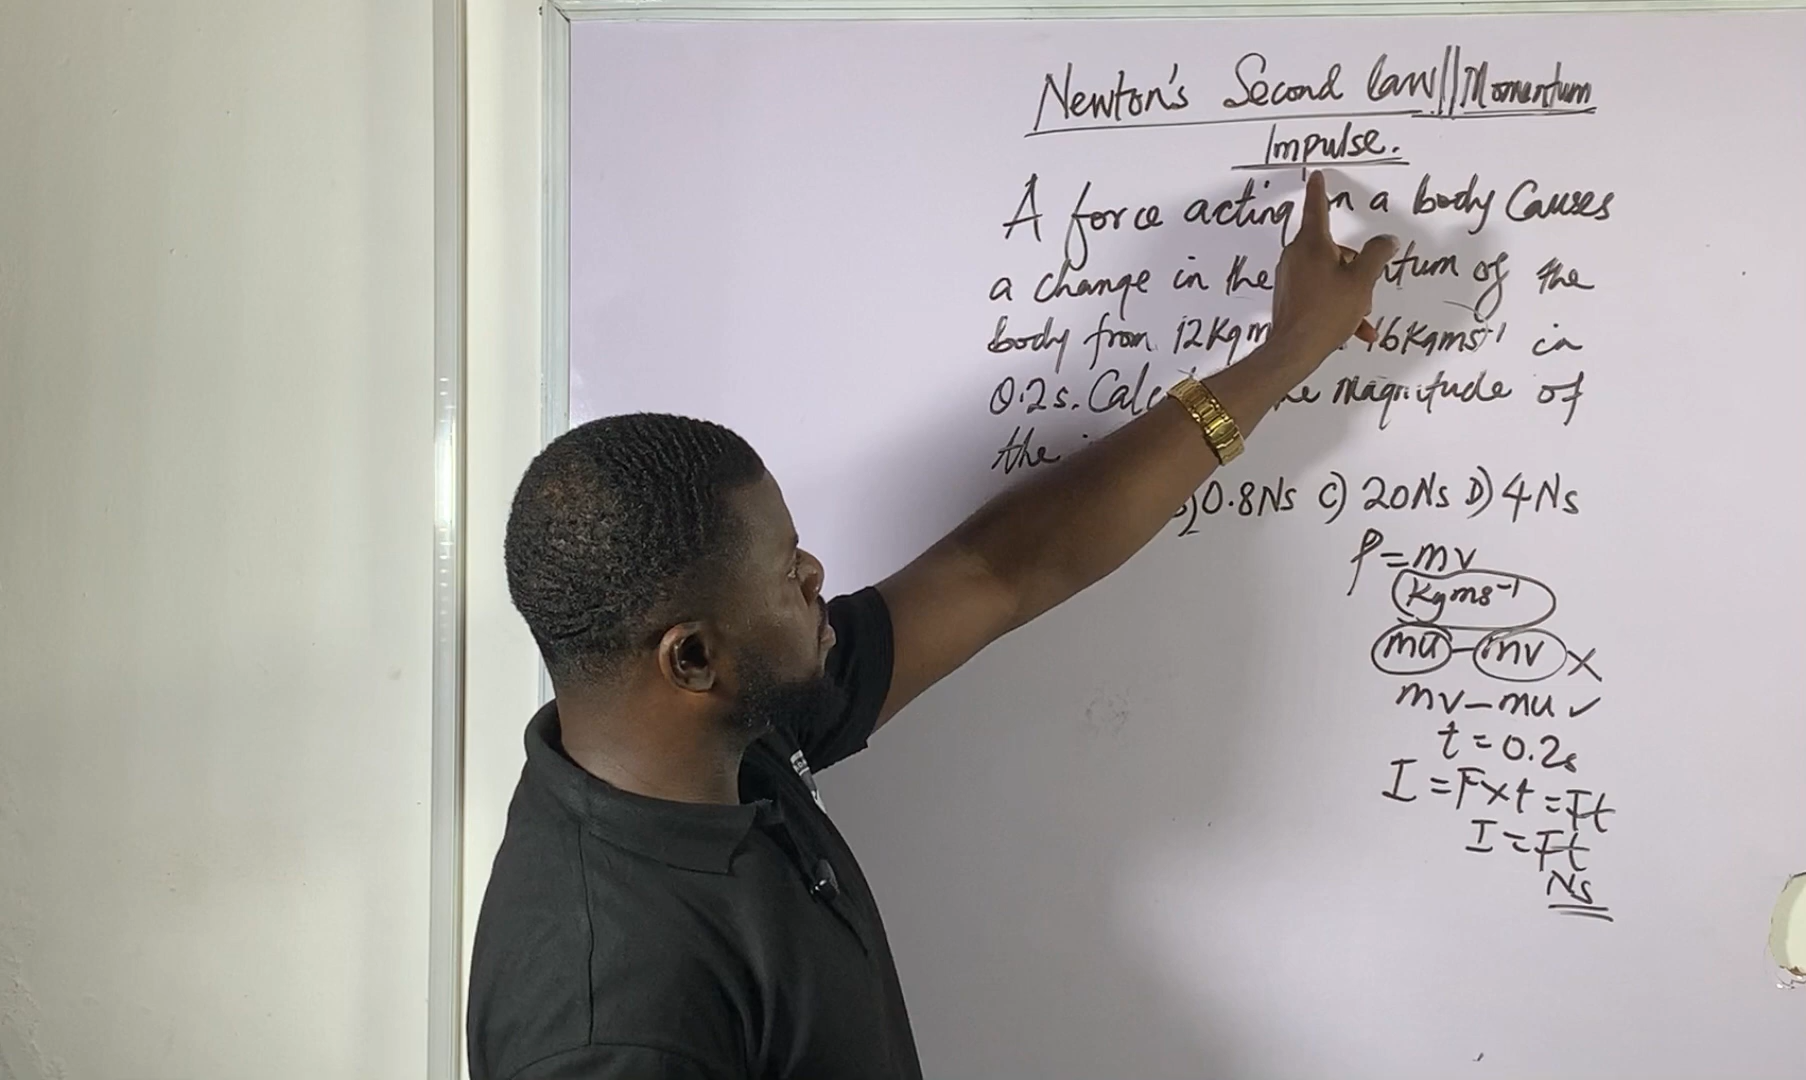 Newton's Second law//Momentum
Impulse.
A force acting on a body Causes
a change in the
of the
body from 12Kgm 16Kgms⁻¹ in
0.2s. Magnitude of
the
0.8Ns C) 20Ns D) 4Ns
P=mv
Kgms⁻¹
mu-mv x
mv-mu ✓
t=0.2s
I=Fxt=Ft
I=Ft
Ns